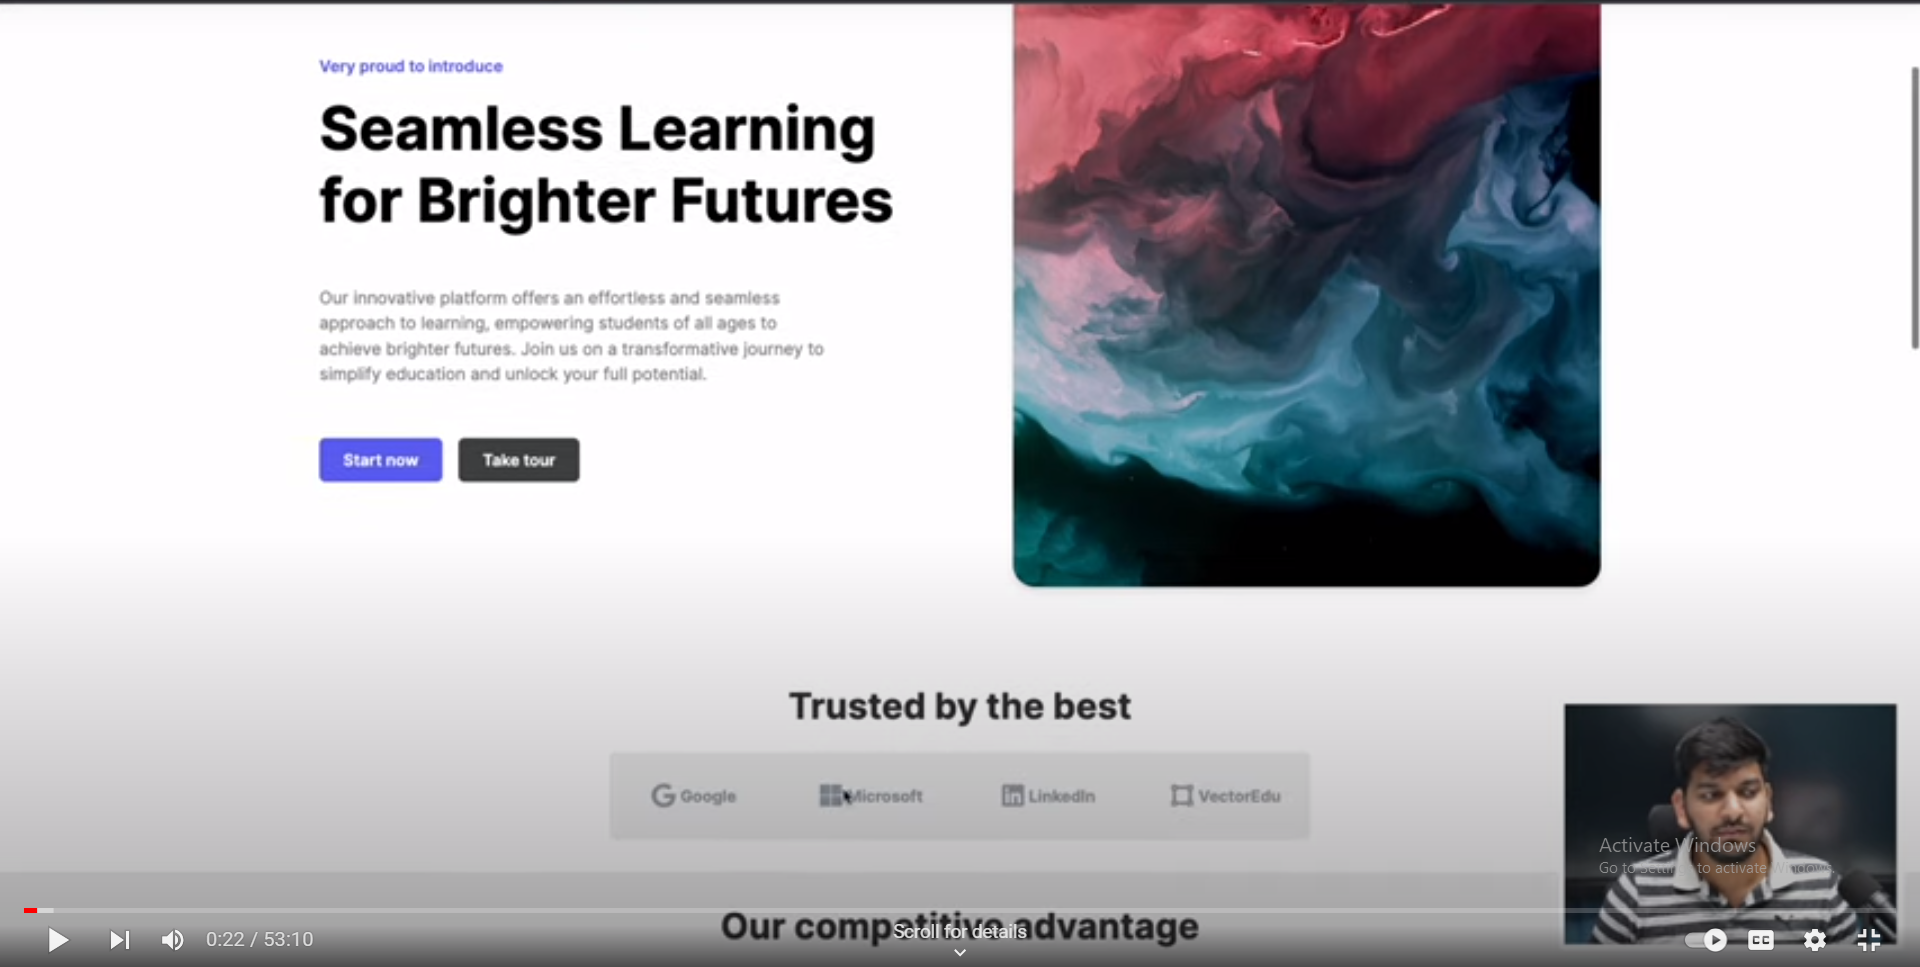 Very proud to introduce
Seamless Learning
for Brighter Futures
Our innovative platform offers an effortless and seamless
approach to learning, empowering students of all ages to
achieve brighter futures. Join us on a transformative journey to
simplify education and unlock your full potential.
Start now
Take tour
Trusted by the best
Google
Microsoft
LinkedIn
VectorEdu
Activate Windows
Go to Settings to activate Windows.
Our competitive advantage
Scroll for details
0:22 / 53:10
CC